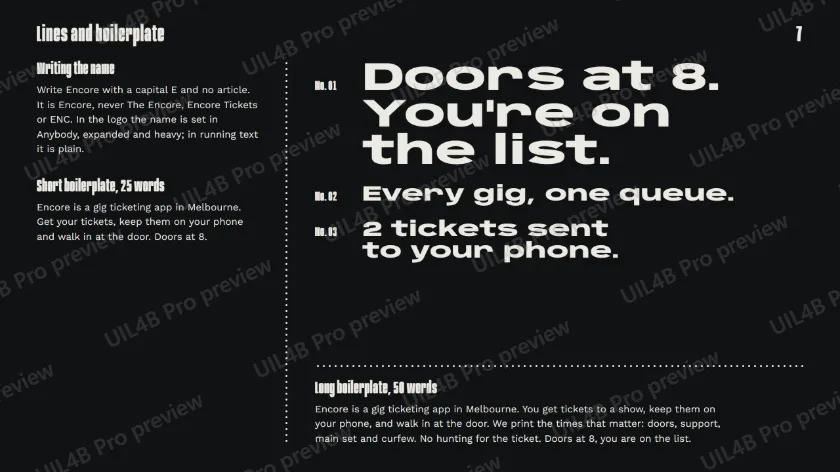 Lines and boilerplate
7
Writing the name
Write Encore with a capital E and no article.
It is Encore, never The Encore, Encore Tickets
or ENC. In the logo the name is set in
Anybody, expanded and heavy; in running text
it is plain.
Short boilerplate, 25 words
Encore is a gig ticketing app in Melbourne.
Get your tickets, keep them on your phone
and walk in at the door. Doors at 8.
No. 01
Doors at 8.
You're on
the list.
No. 02
Every gig, one queue.
No. 03
2 tickets sent
to your phone.
Long boilerplate, 50 words
Encore is a gig ticketing app in Melbourne. You get tickets to a show, keep them on
your phone, and walk in at the door. We print the times that matter: doors, support,
main set and curfew. No hunting for the ticket. Doors at 8, you are on the list.
UIL4B Pro preview